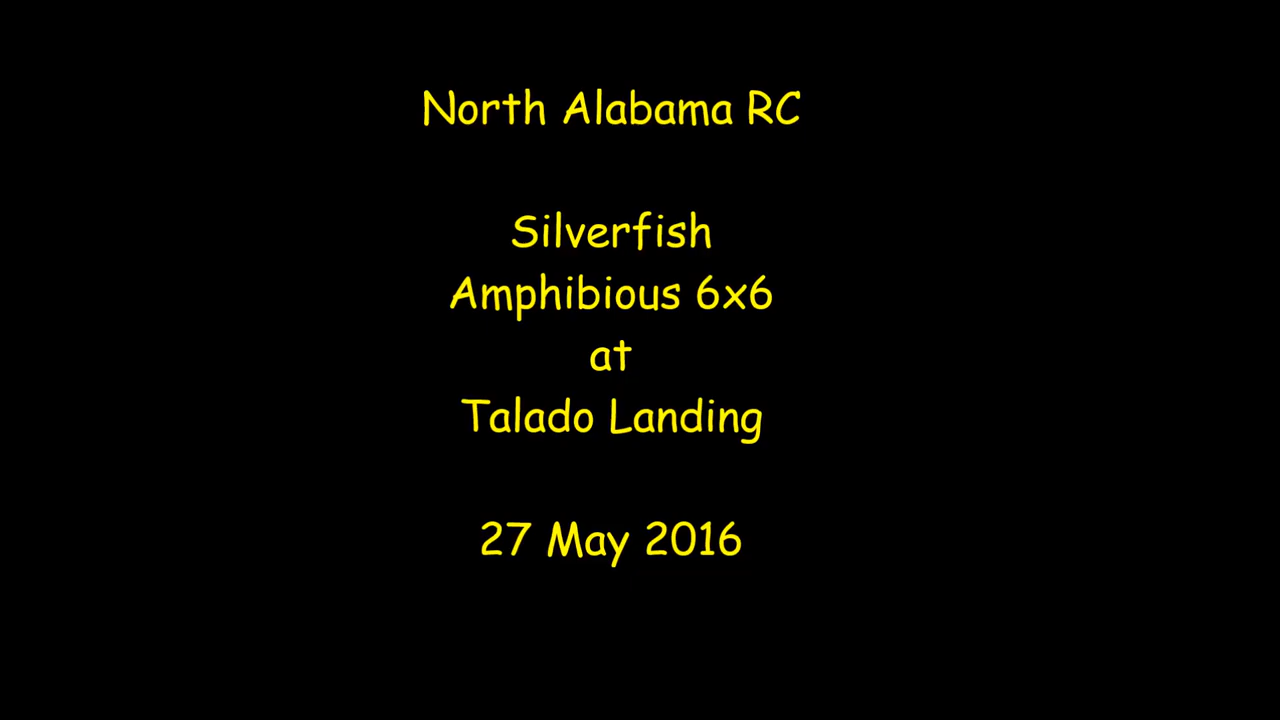 North Alabama RC
Silverfish
Amphibious 6x6
at
Talado Landing
27 May 2016